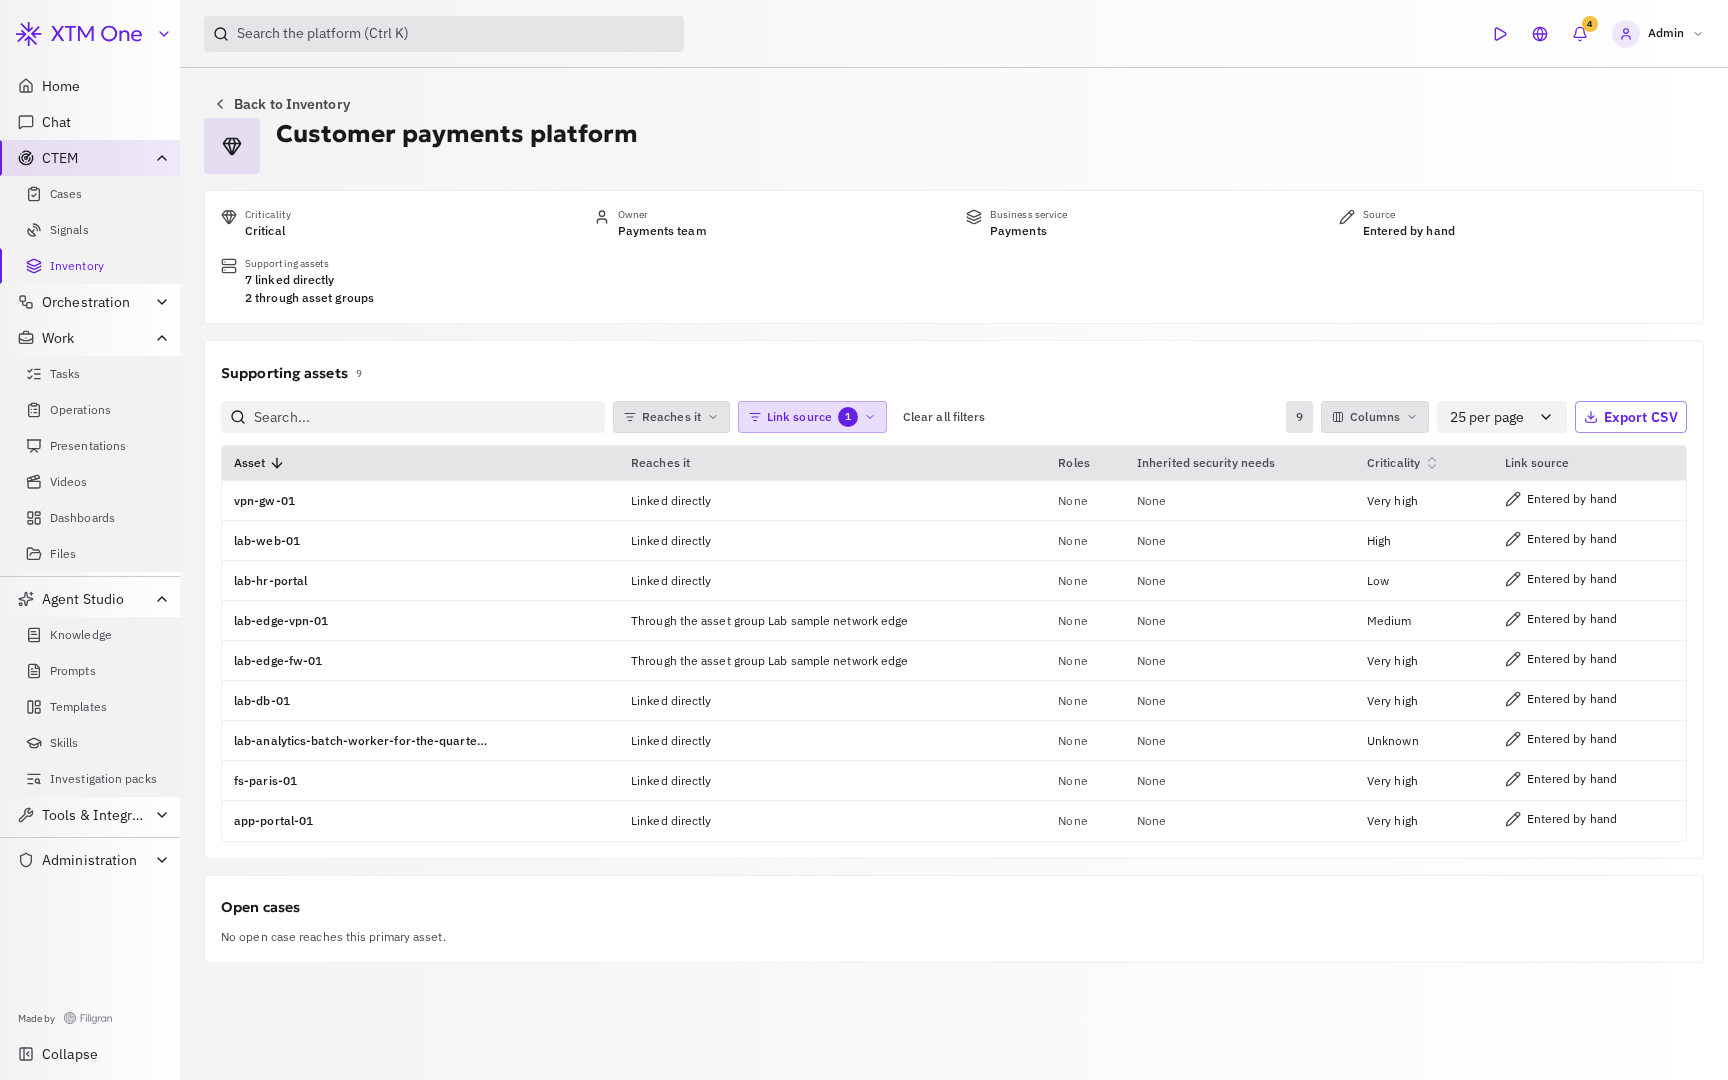 XTM One
Search the platform (Ctrl K)
4
Admin
Home
Chat
CTEM
Cases
Signals
Inventory
Orchestration
Work
Tasks
Operations
Presentations
Videos
Dashboards
Files
Agent Studio
Knowledge
Prompts
Templates
Skills
Investigation packs
Tools & Integr...
Administration
Made by Filigran
Collapse
Back to Inventory
Customer payments platform
Criticality
Critical
Owner
Payments team
Business service
Payments
Source
Entered by hand
Supporting assets
7 linked directly
2 through asset groups
Supporting assets 9
Search... Reaches it Link source 1 Clear all filters 9 Columns 25 per page Export CSV
Asset Reaches it Roles Inherited security needs Criticality Link source
vpn-gw-01 Linked directly None None Very high Entered by hand
lab-web-01 Linked directly None None High Entered by hand
lab-hr-portal Linked directly None None Low Entered by hand
lab-edge-vpn-01 Through the asset group Lab sample network edge None None Medium Entered by hand
lab-edge-fw-01 Through the asset group Lab sample network edge None None Very high Entered by hand
lab-db-01 Linked directly None None Very high Entered by hand
lab-analytics-batch-worker-for-the-quarte... Linked directly None None Unknown Entered by hand
fs-paris-01 Linked directly None None Very high Entered by hand
app-portal-01 Linked directly None None Very high Entered by hand
Open cases
No open case reaches this primary asset.